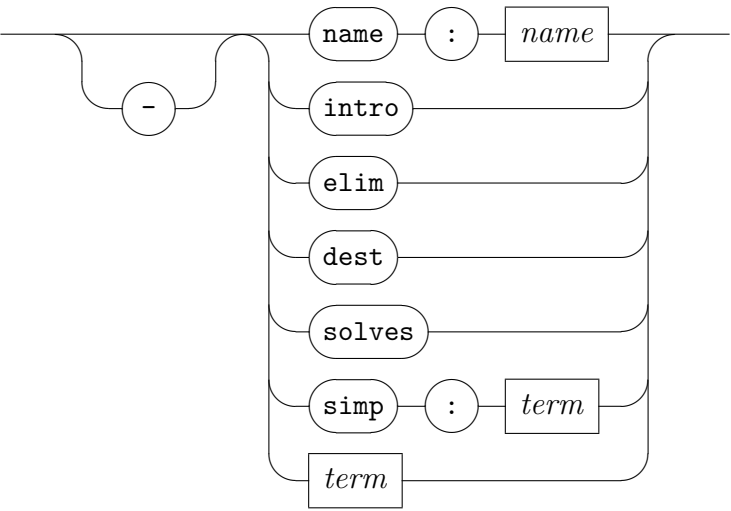 name : name
-
intro
elim
dest
solves
simp : term
term